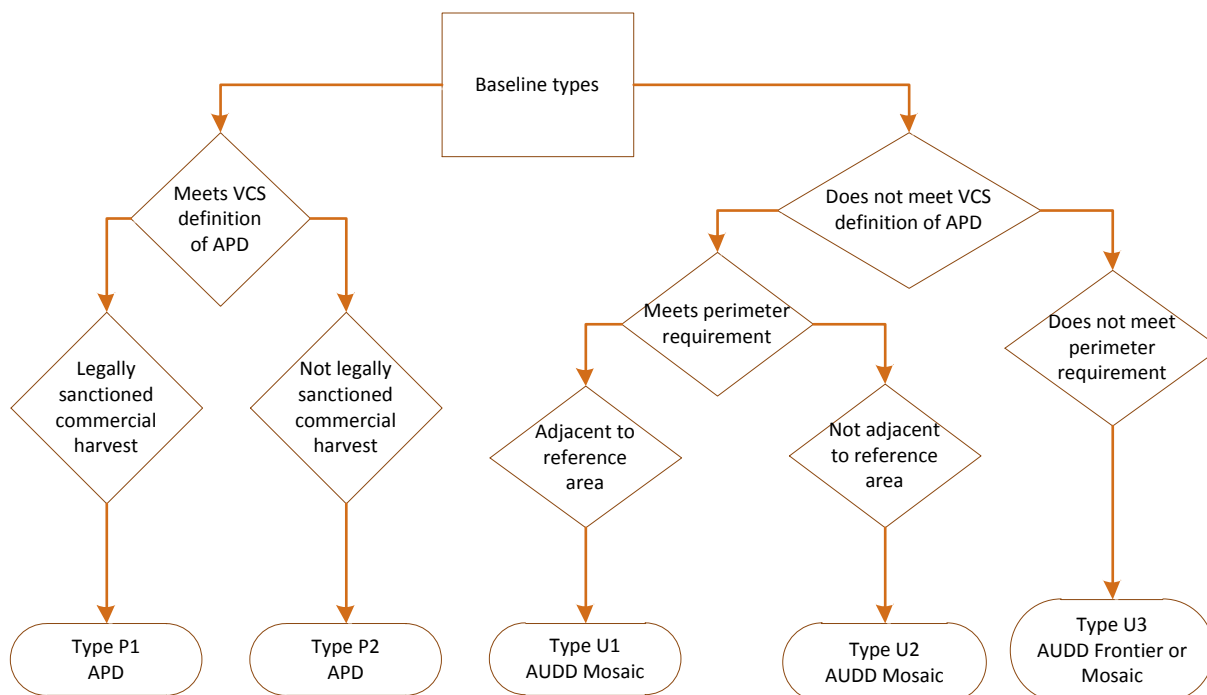 Baseline types
Meets VCS
definition
of APD
Does not meet VCS
definition of APD
Meets perimeter
requirement
Does not meet
perimeter
requirement
Legally
sanctioned
commercial
harvest
Not legally
sanctioned
commercial
harvest
Adjacent to
reference
area
Not adjacent
to reference
area
Type P1
APD
Type P2
APD
Type U1
AUDD Mosaic
Type U2
AUDD Mosaic
Type U3
AUDD Frontier or
Mosaic